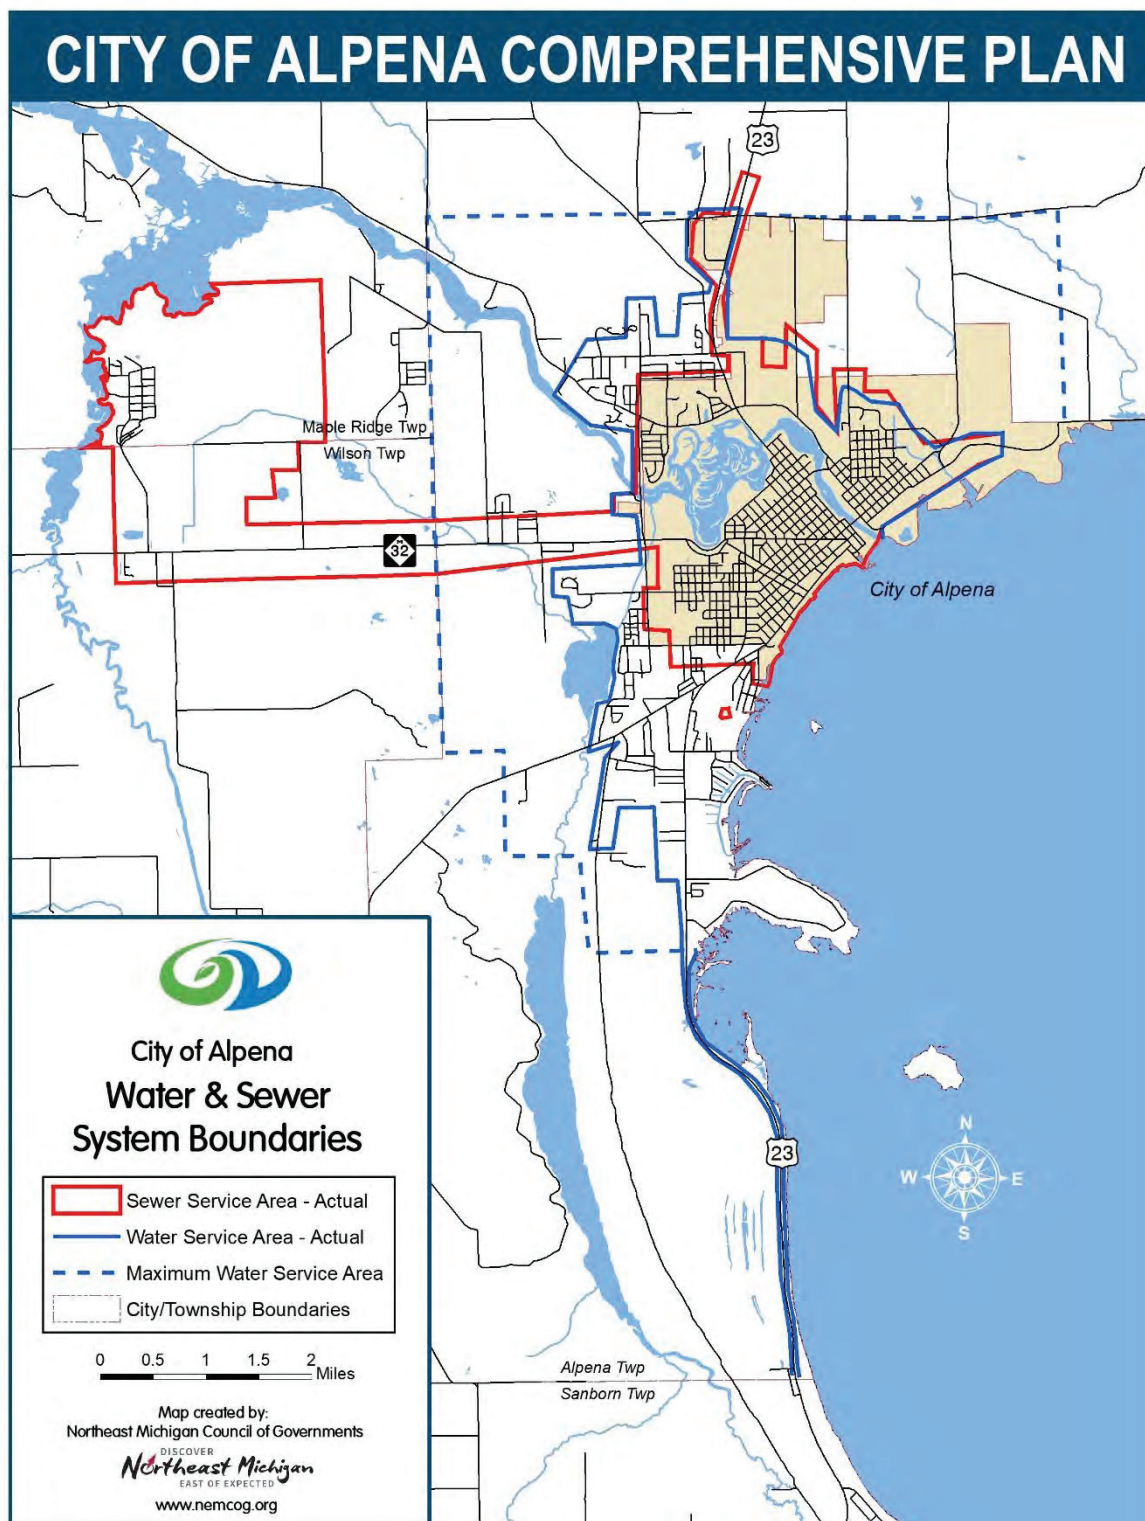 CITY OF ALPENA COMPREHENSIVE PLAN
23
Maple Ridge Twp
Wilson Twp
M
32
City of Alpena
City of Alpena
Water & Sewer
System Boundaries
Sewer Service Area - Actual
Water Service Area - Actual
Maximum Water Service Area
City/Township Boundaries
0 0.5 1 1.5 2
Miles
Map created by:
Northeast Michigan Council of Governments
DISCOVER
Northeast Michigan
EAST OF EXPECTED
www.nemcog.org
N
W E
S
23
Alpena Twp
Sanborn Twp